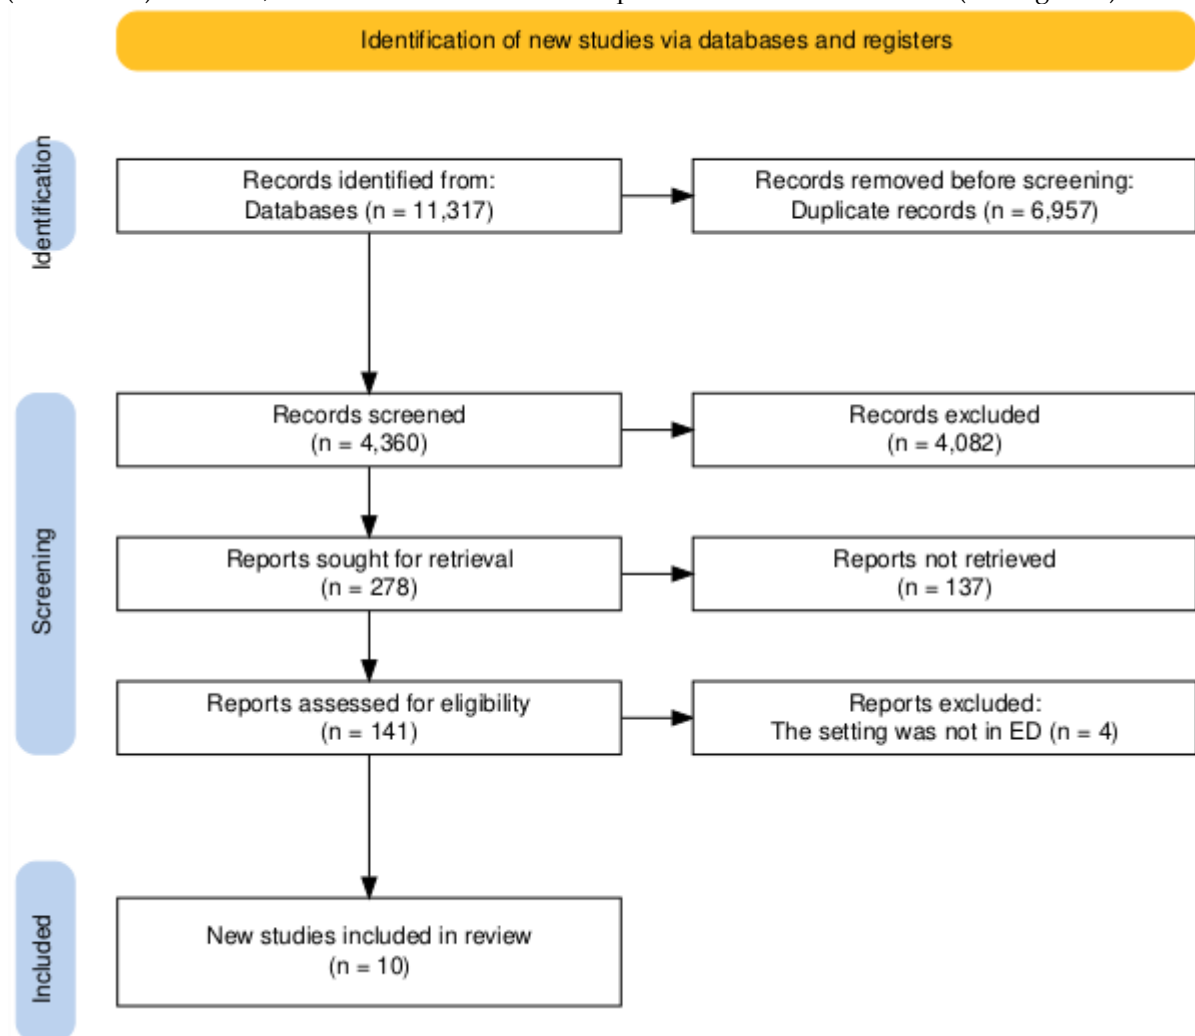 Identification of new studies via databases and registers
Identification
Records identified from:
Databases (n = 11,317)
Records removed before screening:
Duplicate records (n = 6,957)
Screening
Records screened
(n = 4,360)
Records excluded
(n = 4,082)
Reports sought for retrieval
(n = 278)
Reports not retrieved
(n = 137)
Reports assessed for eligibility
(n = 141)
Reports excluded:
The setting was not in ED (n = 4)
Included
New studies included in review
(n = 10)